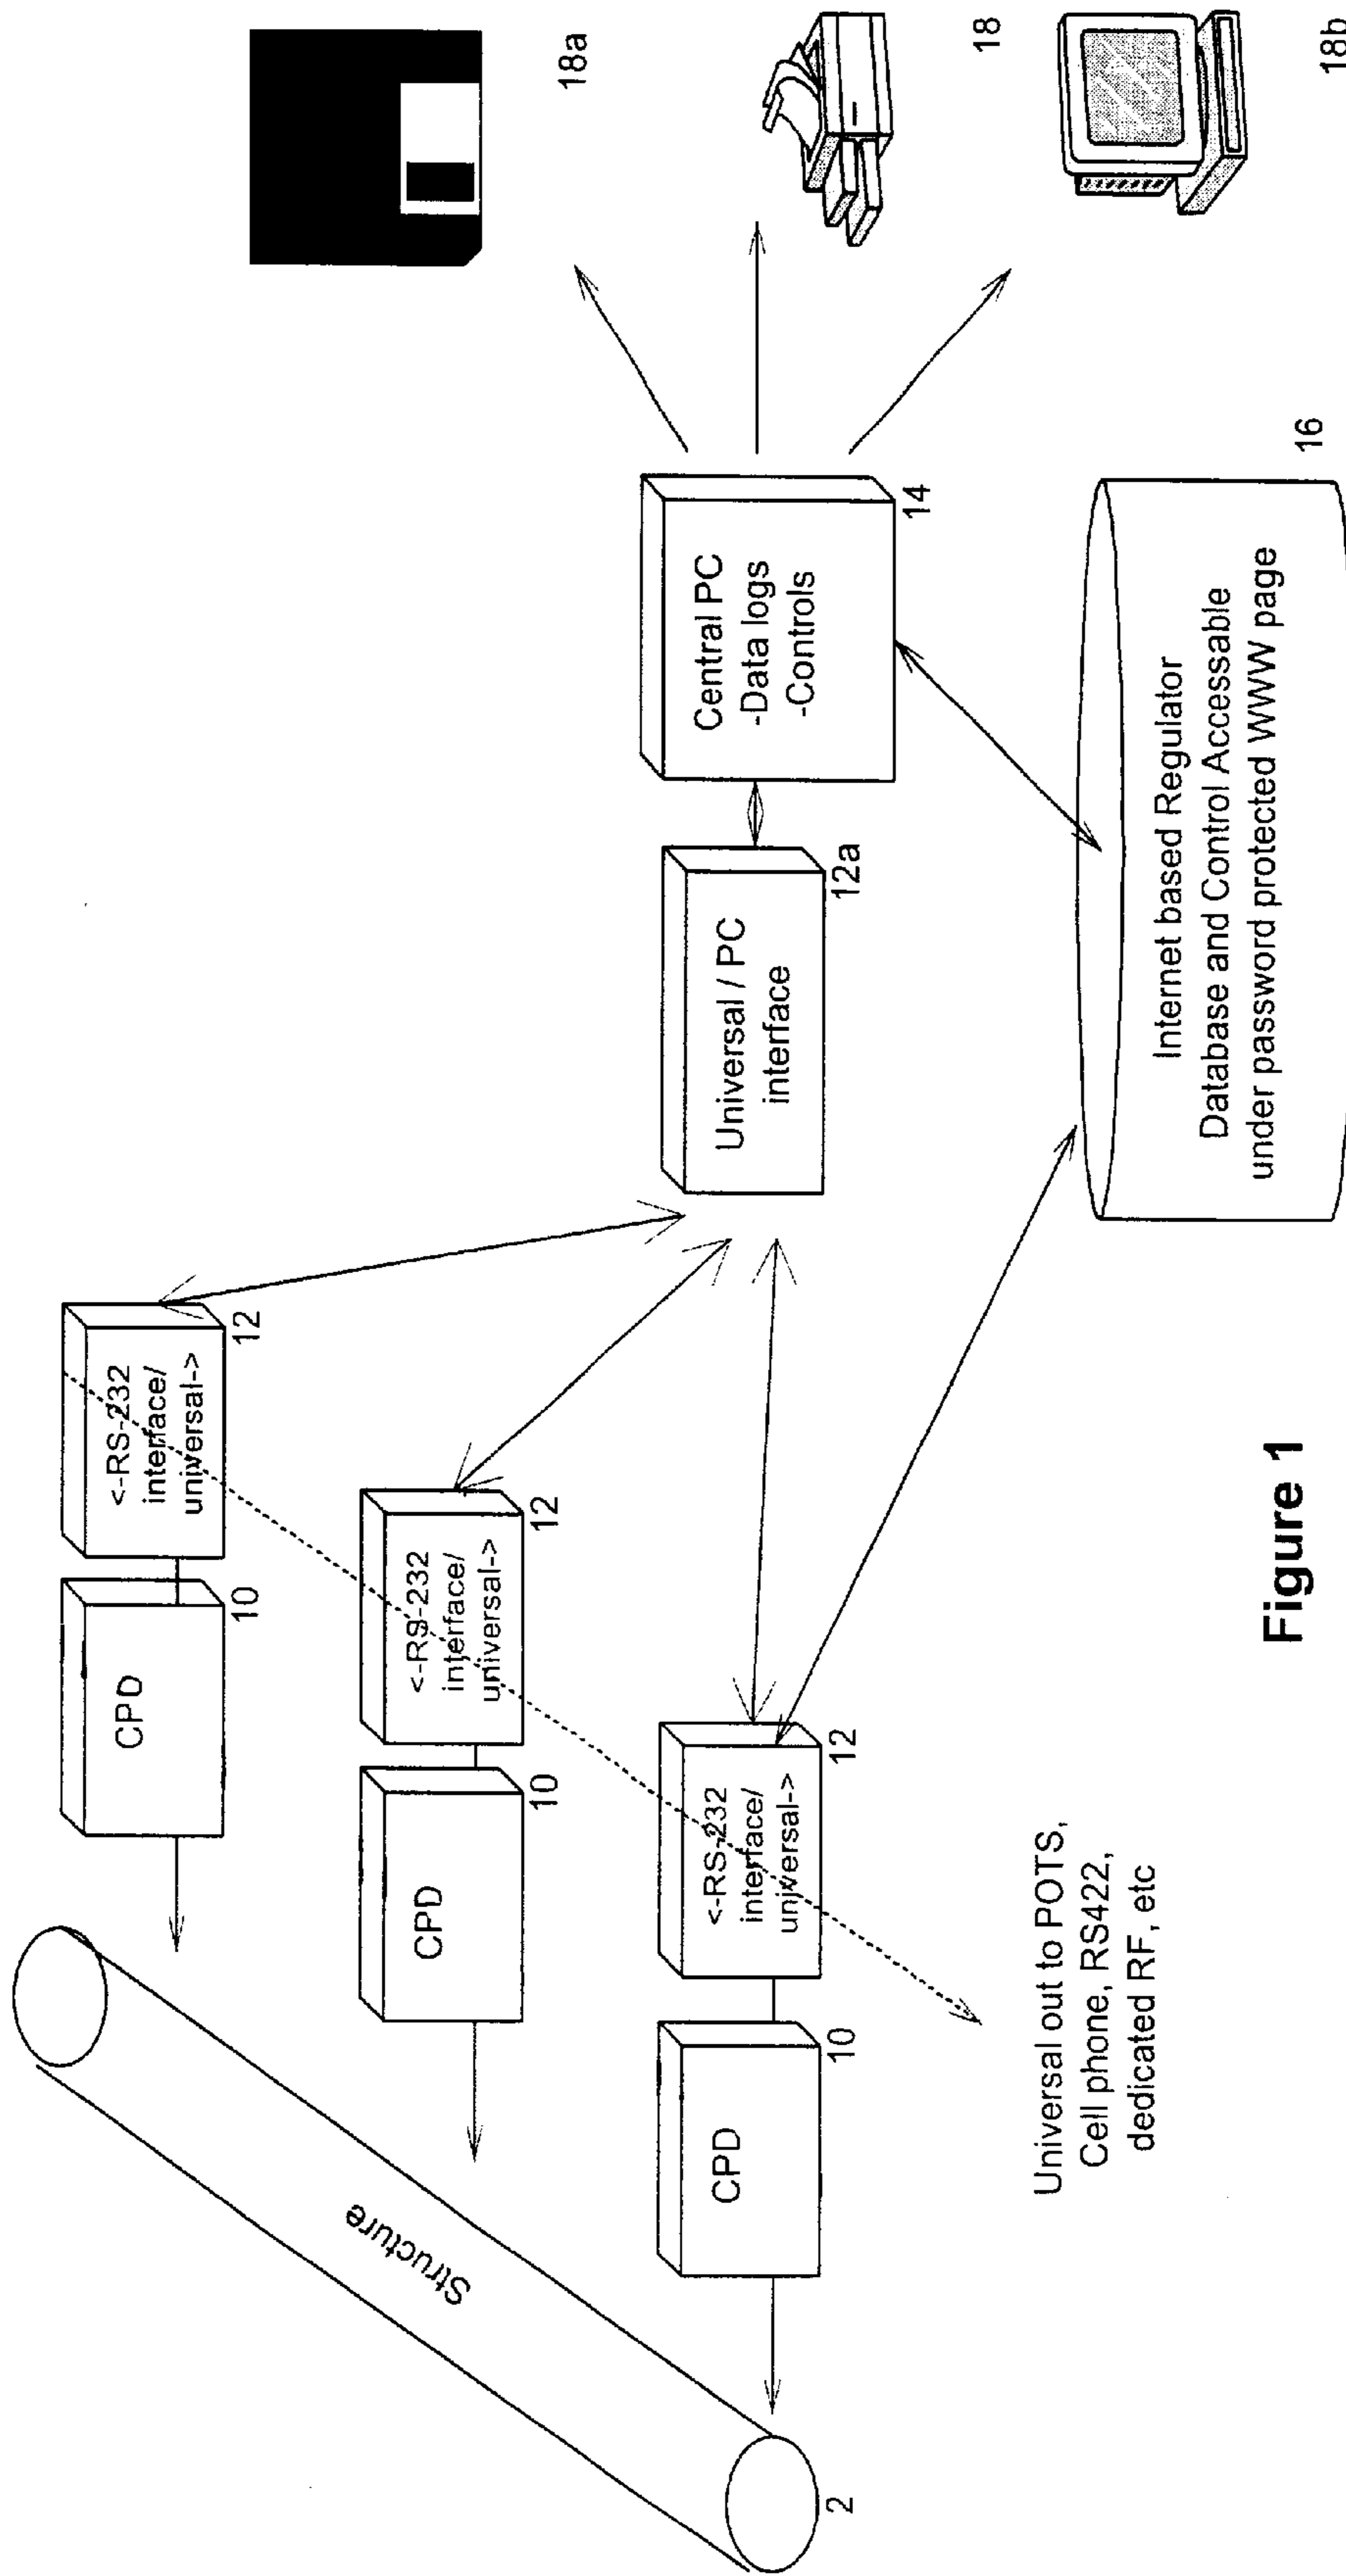 Structure
2
CPD
10
<-RS-232
interface/
universal->
12
CPD
10
<-RS-232
interface/
universal->
12
CPD
10
<-RS-232
interface/
universal->
12
Universal out to POTS,
Cell phone, RS422,
dedicated RF, etc
Universal / PC
interface
12a
Central PC
-Data logs
-Controls
14
Internet based Regulator
Database and Control Accessable
under password protected WWW page
16
18a
18
18b
Figure 1